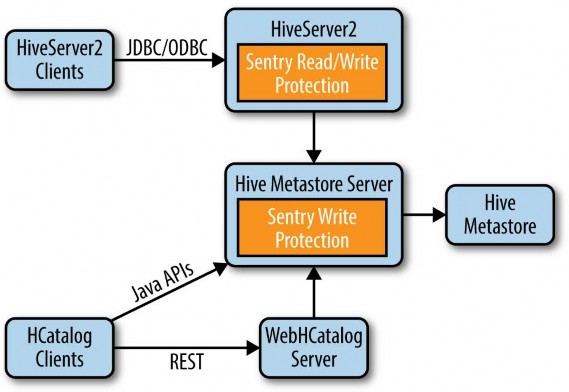 HiveServer2
Clients
JDBC/ODBC
HiveServer2
Sentry Read/Write
Protection
Hive Metastore Server
Sentry Write
Protection
Hive
Metastore
Java APIs
HCatalog
Clients
REST
WebHCatalog
Server